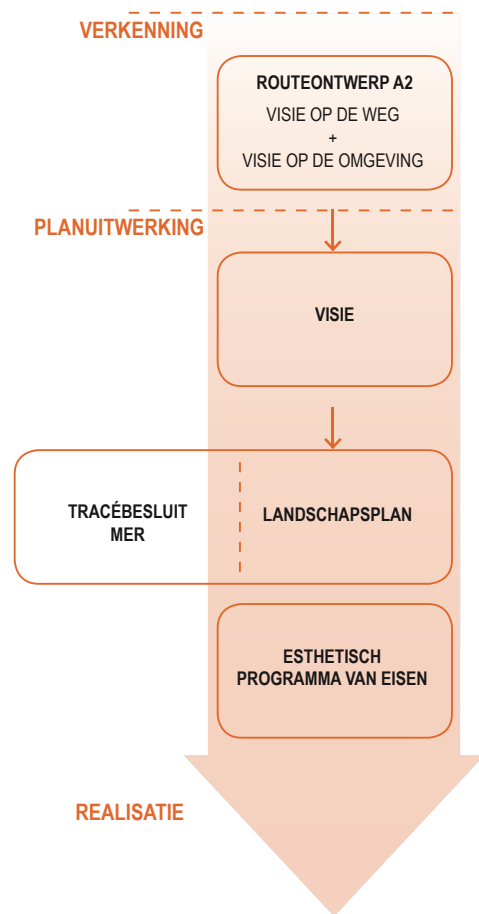 VERKENNING
ROUTEONTWERP A2
VISIE OP DE WEG
+
VISIE OP DE OMGEVING
PLANUITWERKING
VISIE
TRACÉBESLUIT
MER
LANDSCHAPSPLAN
ESTHETISCH
PROGRAMMA VAN EISEN
REALISATIE